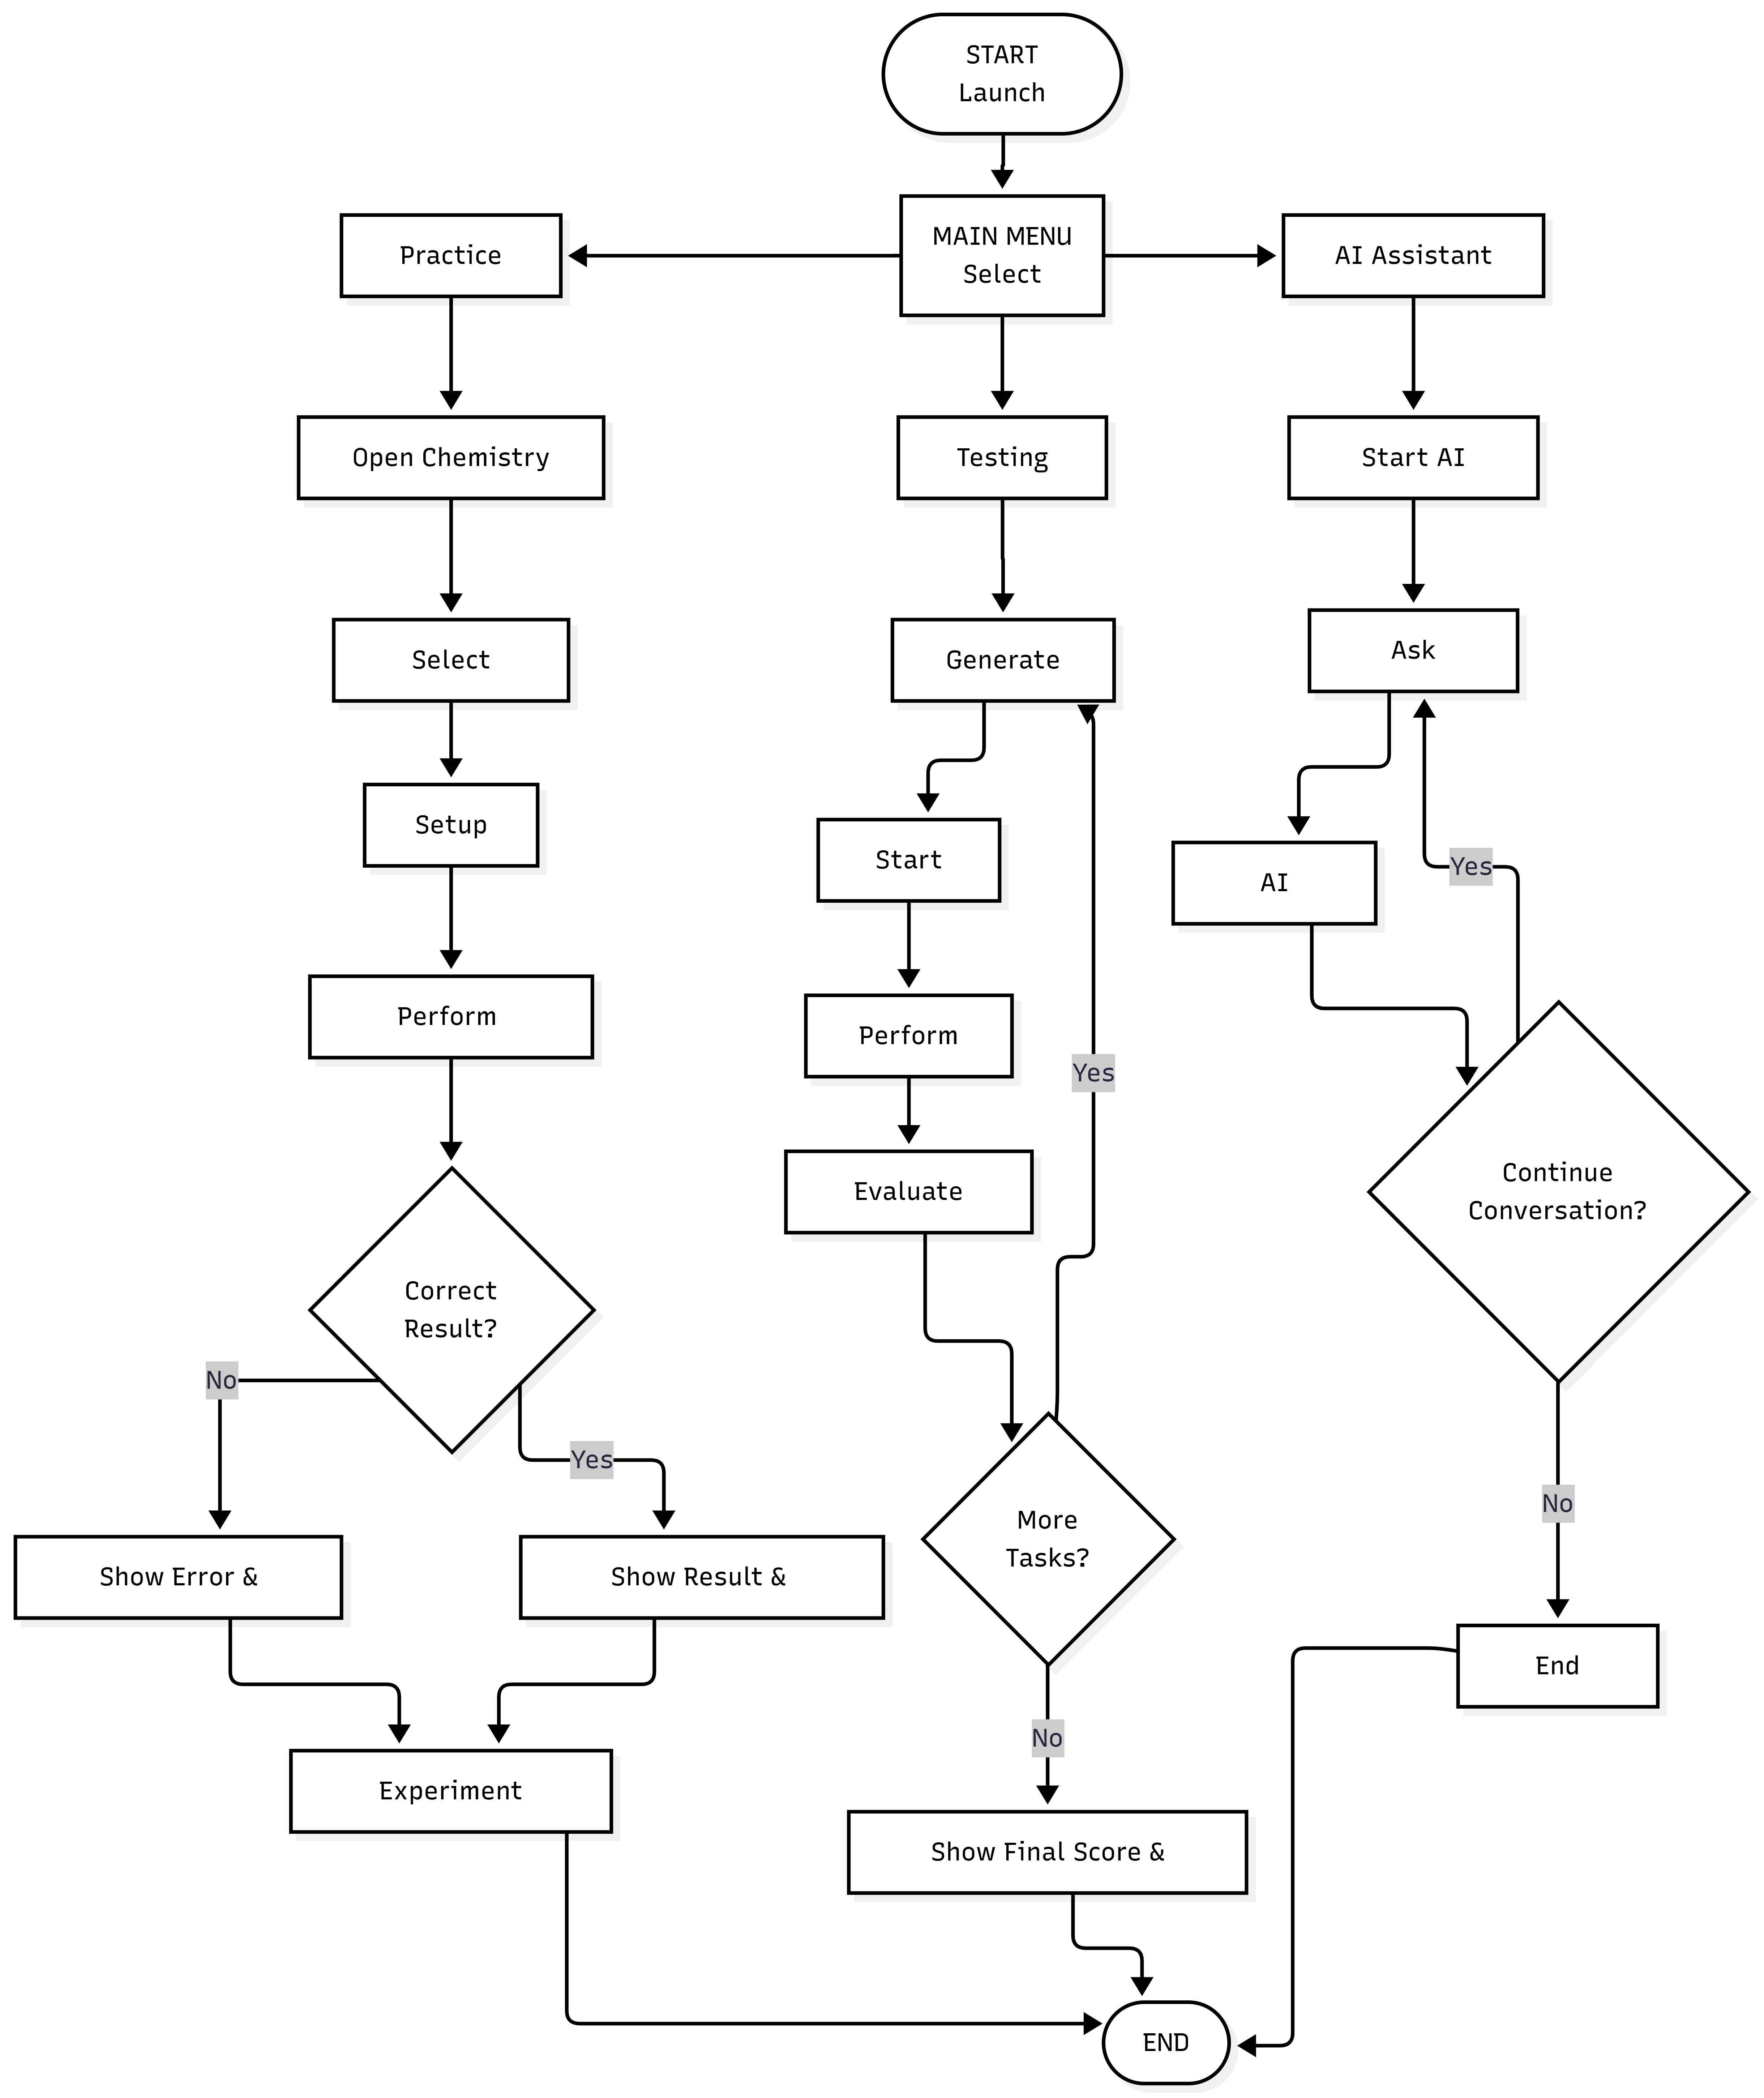 START
Launch
Practice
MAIN MENU
Select
AI Assistant
Open Chemistry
Testing
Start AI
Select
Generate
Ask
Setup
Start
AI
Yes
Perform
Perform
Yes
Evaluate
Continue
Conversation?
Correct
Result?
No
Yes
More
Tasks?
No
Show Error &
Show Result &
End
No
Experiment
Show Final Score &
END